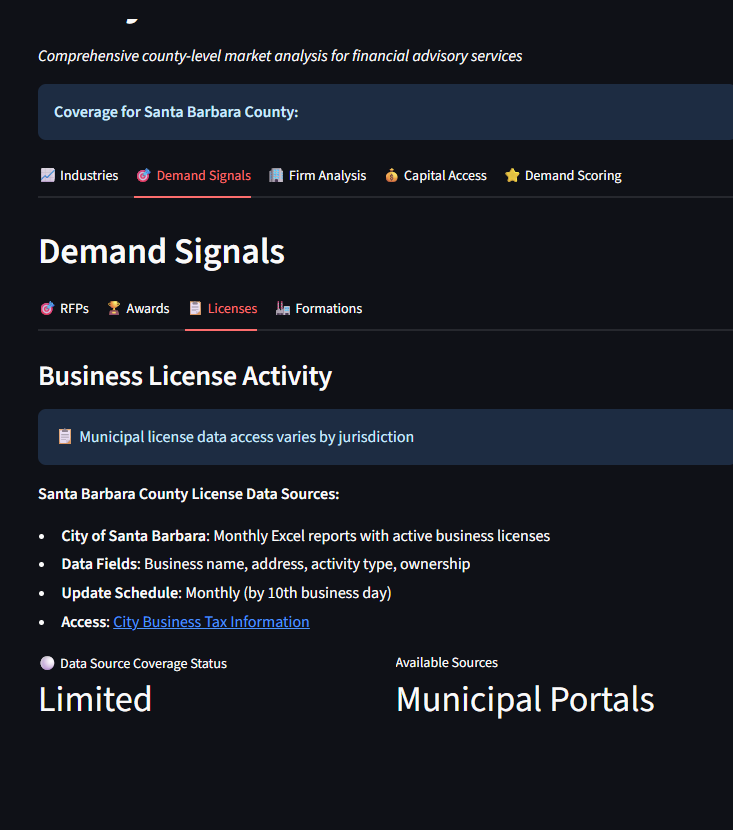 Comprehensive county-level market analysis for financial advisory services
Coverage for Santa Barbara County:
Industries Demand Signals Firm Analysis Capital Access Demand Scoring
Demand Signals
RFPs Awards Licenses Formations
Business License Activity
Municipal license data access varies by jurisdiction
Santa Barbara County License Data Sources:
• City of Santa Barbara: Monthly Excel reports with active business licenses
• Data Fields: Business name, address, activity type, ownership
• Update Schedule: Monthly (by 10th business day)
• Access: City Business Tax Information
Data Source Coverage Status Available Sources
Limited Municipal Portals